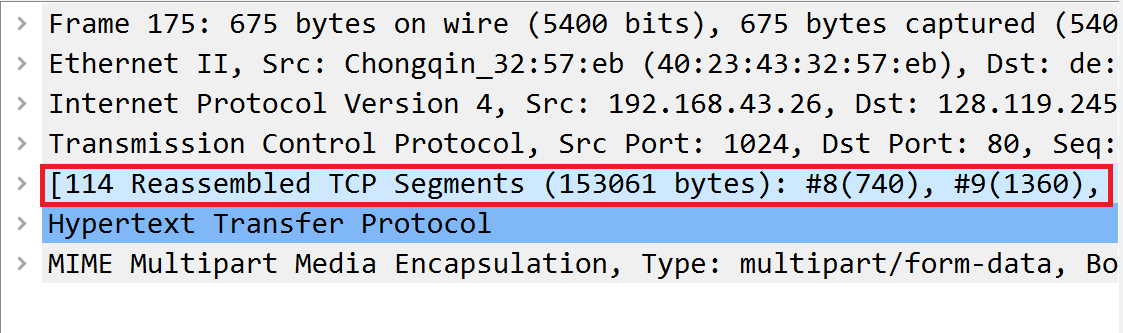 Frame 175: 675 bytes on wire (5400 bits), 675 bytes captured (540
Ethernet II, Src: Chongqin_32:57:eb (40:23:43:32:57:eb), Dst: de:
Internet Protocol Version 4, Src: 192.168.43.26, Dst: 128.119.245
Transmission Control Protocol, Src Port: 1024, Dst Port: 80, Seq:
[114 Reassembled TCP Segments (153061 bytes): #8(740), #9(1360),
Hypertext Transfer Protocol
MIME Multipart Media Encapsulation, Type: multipart/form-data, Bo